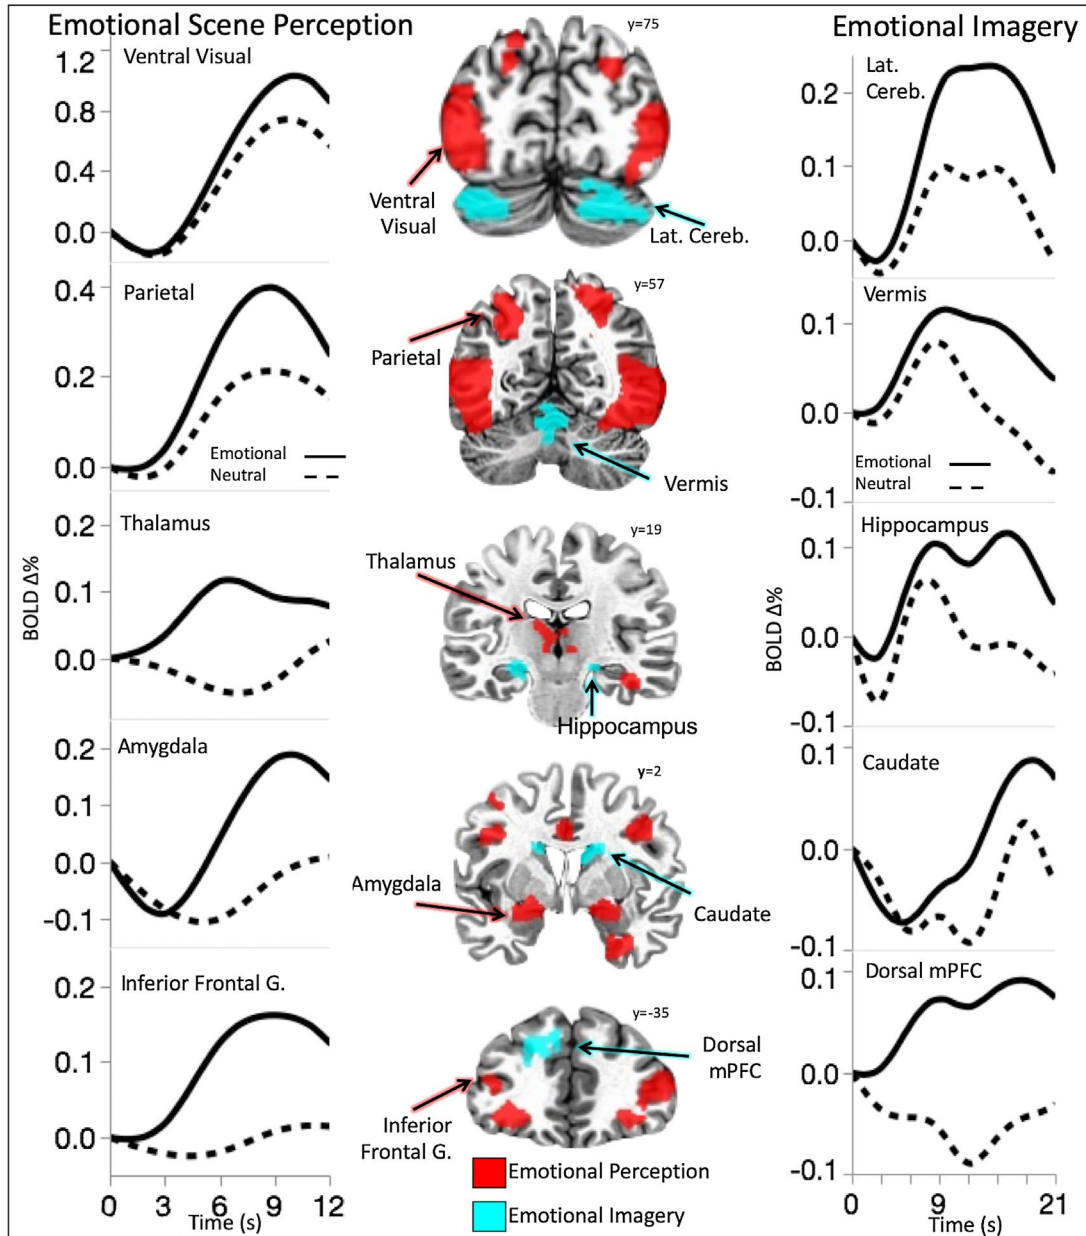 Emotional Scene Perception
Ventral Visual
1.2
0.8
0.4
0.0
Parietal
0.4
0.2
0.0
Emotional
Neutral
Thalamus
0.2
0.1
0.0
BOLD Δ%
Amygdala
0.2
0.1
0.0
-0.1
Inferior Frontal G.
0.2
0.1
0.0
0 3 6 9 12
Time (s)
y=75
Ventral
Visual
Lat. Cereb.
y=57
Parietal
Vermis
y=19
Thalamus
Hippocampus
y=2
Amygdala
Caudate
y=-35
Dorsal
mPFC
Inferior
Frontal G.
Emotional Perception
Emotional Imagery
Emotional Imagery
Lat.
Cereb.
0.2
0.1
0.0
Vermis
0.1
0.0
-0.1
Emotional
Neutral
Hippocampus
0.1
0.0
-0.1
BOLD Δ%
Caudate
0.1
0.0
-0.1
Dorsal mPFC
0.1
0.0
-0.1
0 9 21
Time (s)